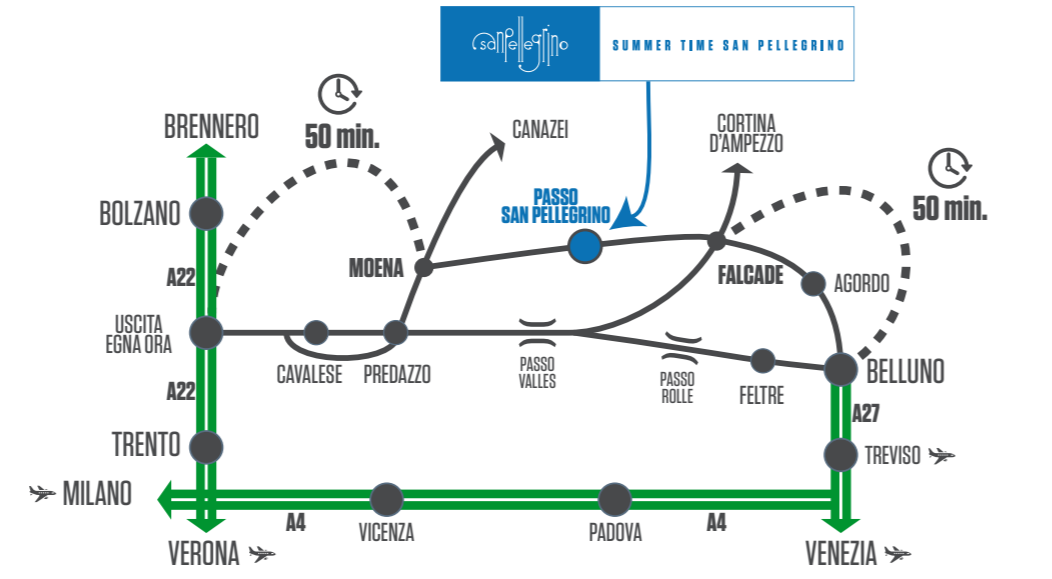 sanpellegrino
SUMMER TIME SAN PELLEGRINO
BRENNERO
50 min.
CANAZEI
CORTINA
D'AMPEZZO
50 min.
BOLZANO
PASSO
SAN PELLEGRINO
MOENA
FALCADE
A22
AGORDO
USCITA
EGNA ORA
CAVALESE
PREDAZZO
PASSO
VALLES
PASSO
ROLLE
FELTRE
BELLUNO
A22
A27
TRENTO
TREVISO
MILANO
A4
VICENZA
PADOVA
A4
VERONA
VENEZIA